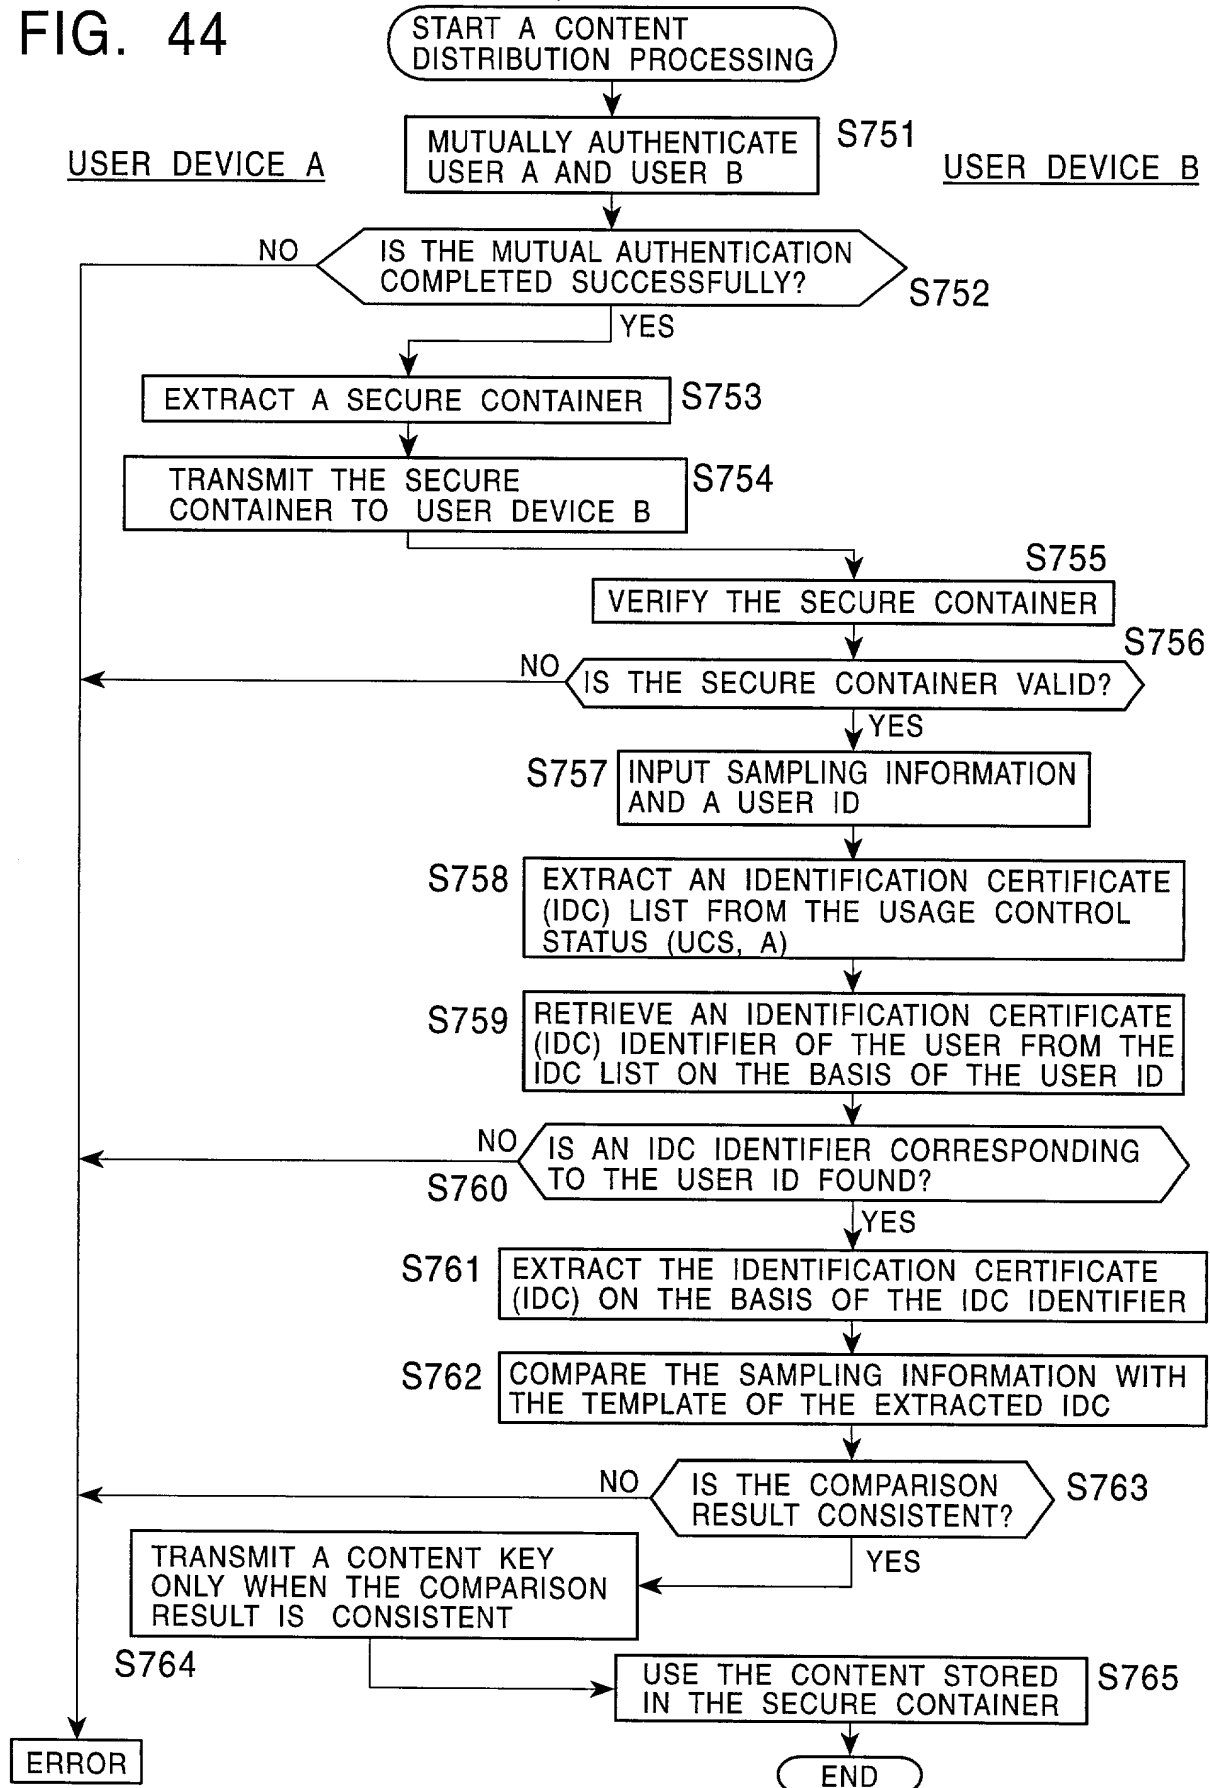 FIG. 44
START A CONTENT
DISTRIBUTION PROCESSING
MUTUALLY AUTHENTICATE
USER A AND USER B
S751
USER DEVICE A
USER DEVICE B
NO
IS THE MUTUAL AUTHENTICATION
COMPLETED SUCCESSFULLY?
S752
YES
EXTRACT A SECURE CONTAINER
S753
TRANSMIT THE SECURE
CONTAINER TO USER DEVICE B
S754
S755
VERIFY THE SECURE CONTAINER
S756
NO
IS THE SECURE CONTAINER VALID?
YES
S757
INPUT SAMPLING INFORMATION
AND A USER ID
S758
EXTRACT AN IDENTIFICATION CERTIFICATE
(IDC) LIST FROM THE USAGE CONTROL
STATUS (UCS, A)
S759
RETRIEVE AN IDENTIFICATION CERTIFICATE
(IDC) IDENTIFIER OF THE USER FROM THE
IDC LIST ON THE BASIS OF THE USER ID
NO
IS AN IDC IDENTIFIER CORRESPONDING
TO THE USER ID FOUND?
S760
YES
S761
EXTRACT THE IDENTIFICATION CERTIFICATE
(IDC) ON THE BASIS OF THE IDC IDENTIFIER
S762
COMPARE THE SAMPLING INFORMATION WITH
THE TEMPLATE OF THE EXTRACTED IDC
NO
IS THE COMPARISON
RESULT CONSISTENT?
S763
YES
TRANSMIT A CONTENT KEY
ONLY WHEN THE COMPARISON
RESULT IS CONSISTENT
S764
USE THE CONTENT STORED
IN THE SECURE CONTAINER
S765
ERROR
END